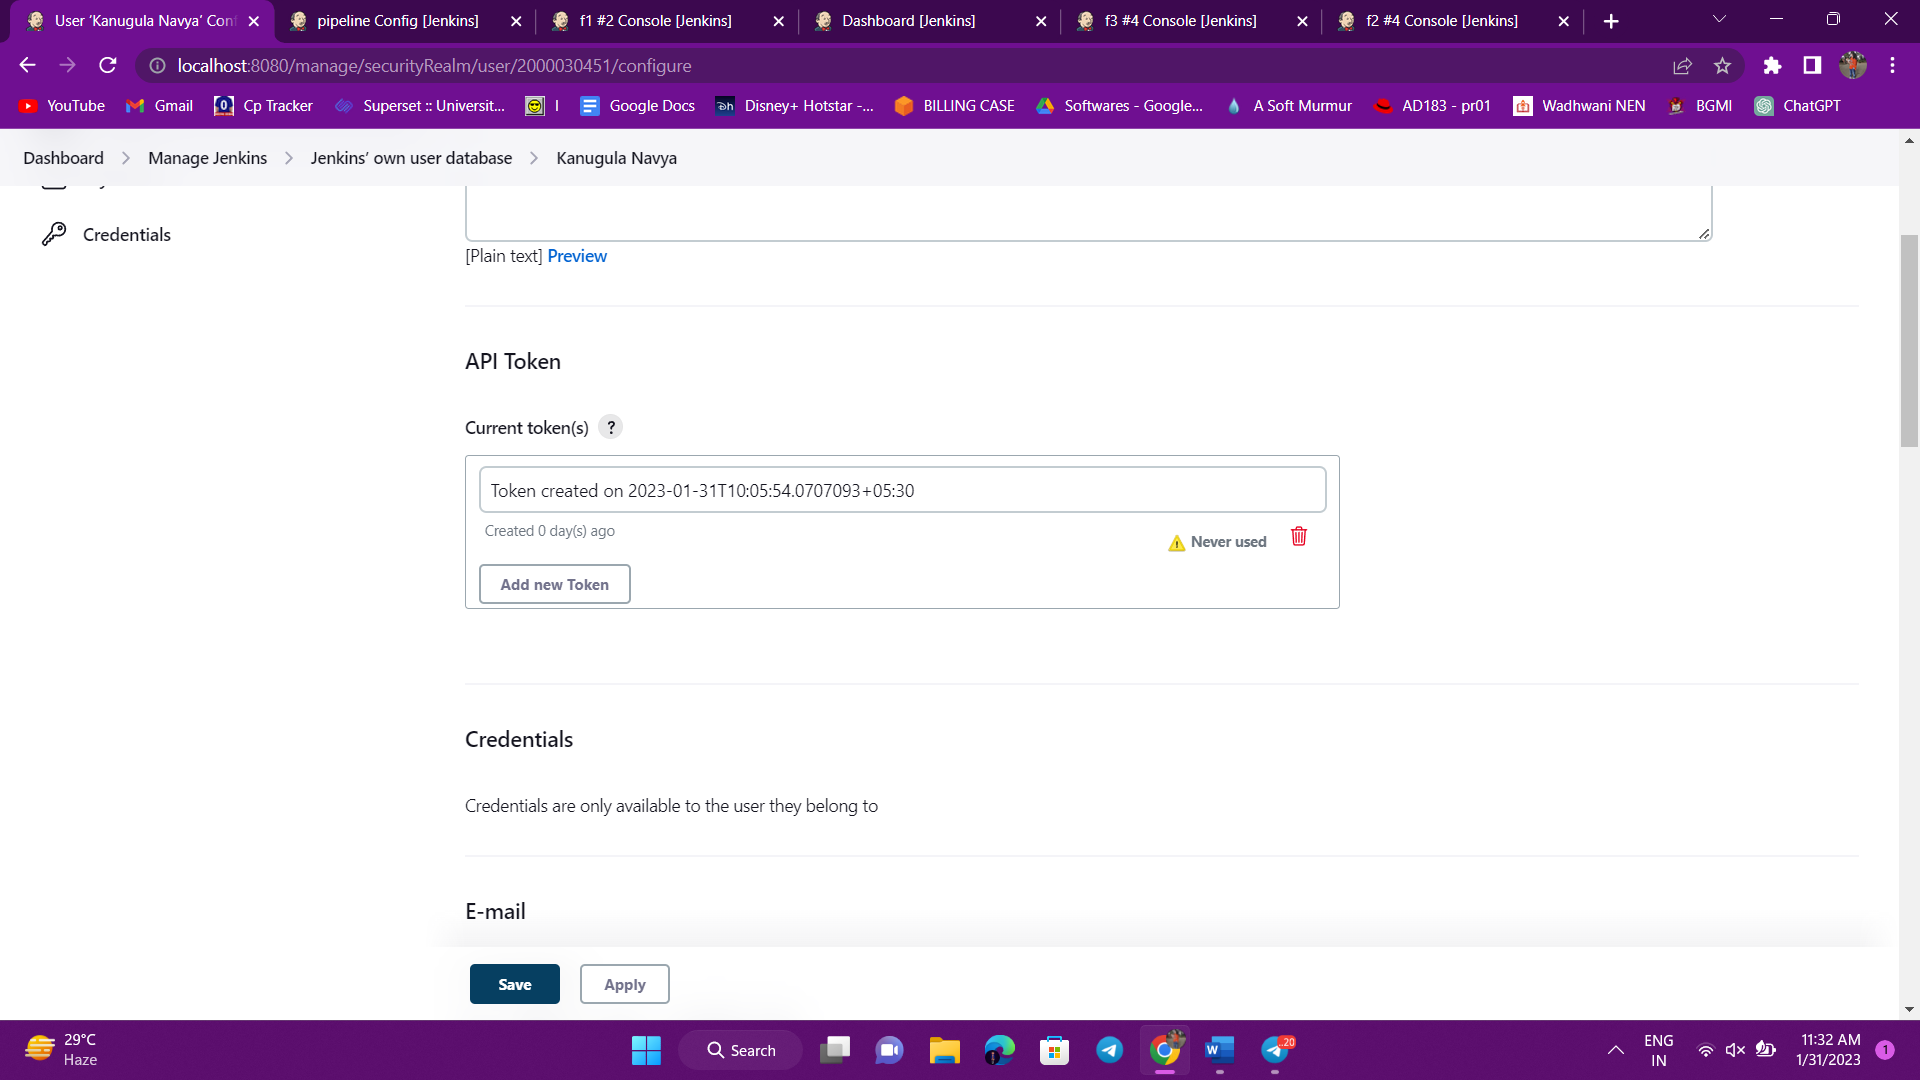 User ‘Kanugula Navya’ Con
pipeline Config [Jenkins]
f1 #2 Console [Jenkins]
Dashboard [Jenkins]
f3 #4 Console [Jenkins]
f2 #4 Console [Jenkins]
localhost:8080/manage/securityRealm/user/2000030451/configure
YouTube
Gmail
Cp Tracker
Superset :: Universit...
I
Google Docs
Disney+ Hotstar -...
BILLING CASE
Softwares - Google...
A Soft Murmur
AD183 - pr01
Wadhwani NEN
BGMI
ChatGPT
Dashboard
Manage Jenkins
Jenkins’ own user database
Kanugula Navya
Credentials
[Plain text] Preview
API Token
Current token(s) ?
Token created on 2023-01-31T10:05:54.0707093+05:30
Created 0 day(s) ago
Never used
Add new Token
Credentials
Credentials are only available to the user they belong to
E-mail
Save
Apply
29°C
Haze
Search
20
ENG
IN
11:32 AM
1/31/2023
1